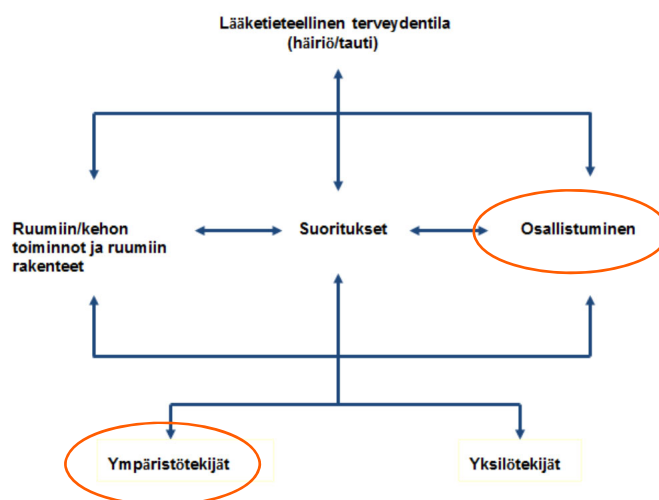 Lääketieteellinen terveydentila
(häiriö/tauti)
Ruumiin/kehon
toiminnot ja ruumiin
rakenteet
Suoritukset
Osallistuminen
Ympäristötekijät
Yksilötekijät